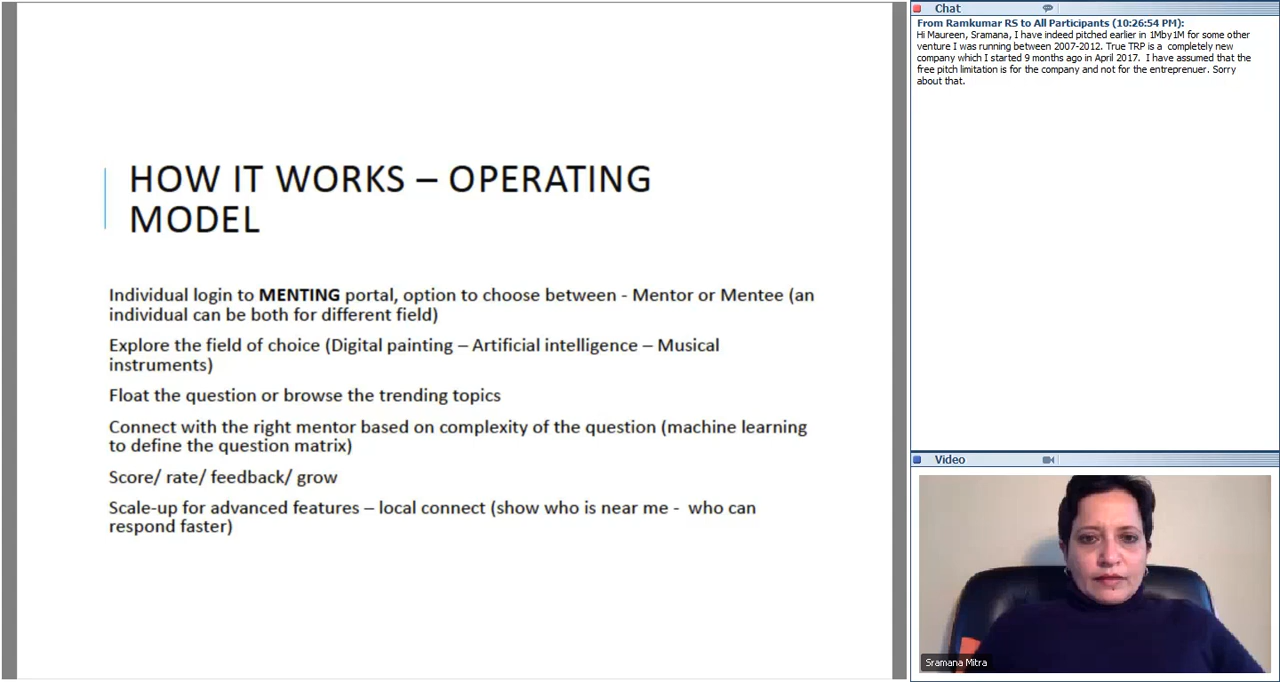 HOW IT WORKS – OPERATING
MODEL
Individual login to MENTING portal, option to choose between - Mentor or Mentee (an
individual can be both for different field)
Explore the field of choice (Digital painting – Artificial intelligence – Musical
instruments)
Float the question or browse the trending topics
Connect with the right mentor based on complexity of the question (machine learning
to define the question matrix)
Score/ rate/ feedback/ grow
Scale-up for advanced features – local connect (show who is near me - who can
respond faster)
Chat
From Ramkumar RS to All Participants (10:26:54 PM):
Hi Maureen, Sramana, I have indeed pitched earlier in 1Mby1M for some other
venture I was running between 2007-2012. True TRP is a completely new
company which I started 9 months ago in April 2017. I have assumed that the
free pitch limitation is for the company and not for the entreprenuer. Sorry
about that.
Video
Sramana Mitra